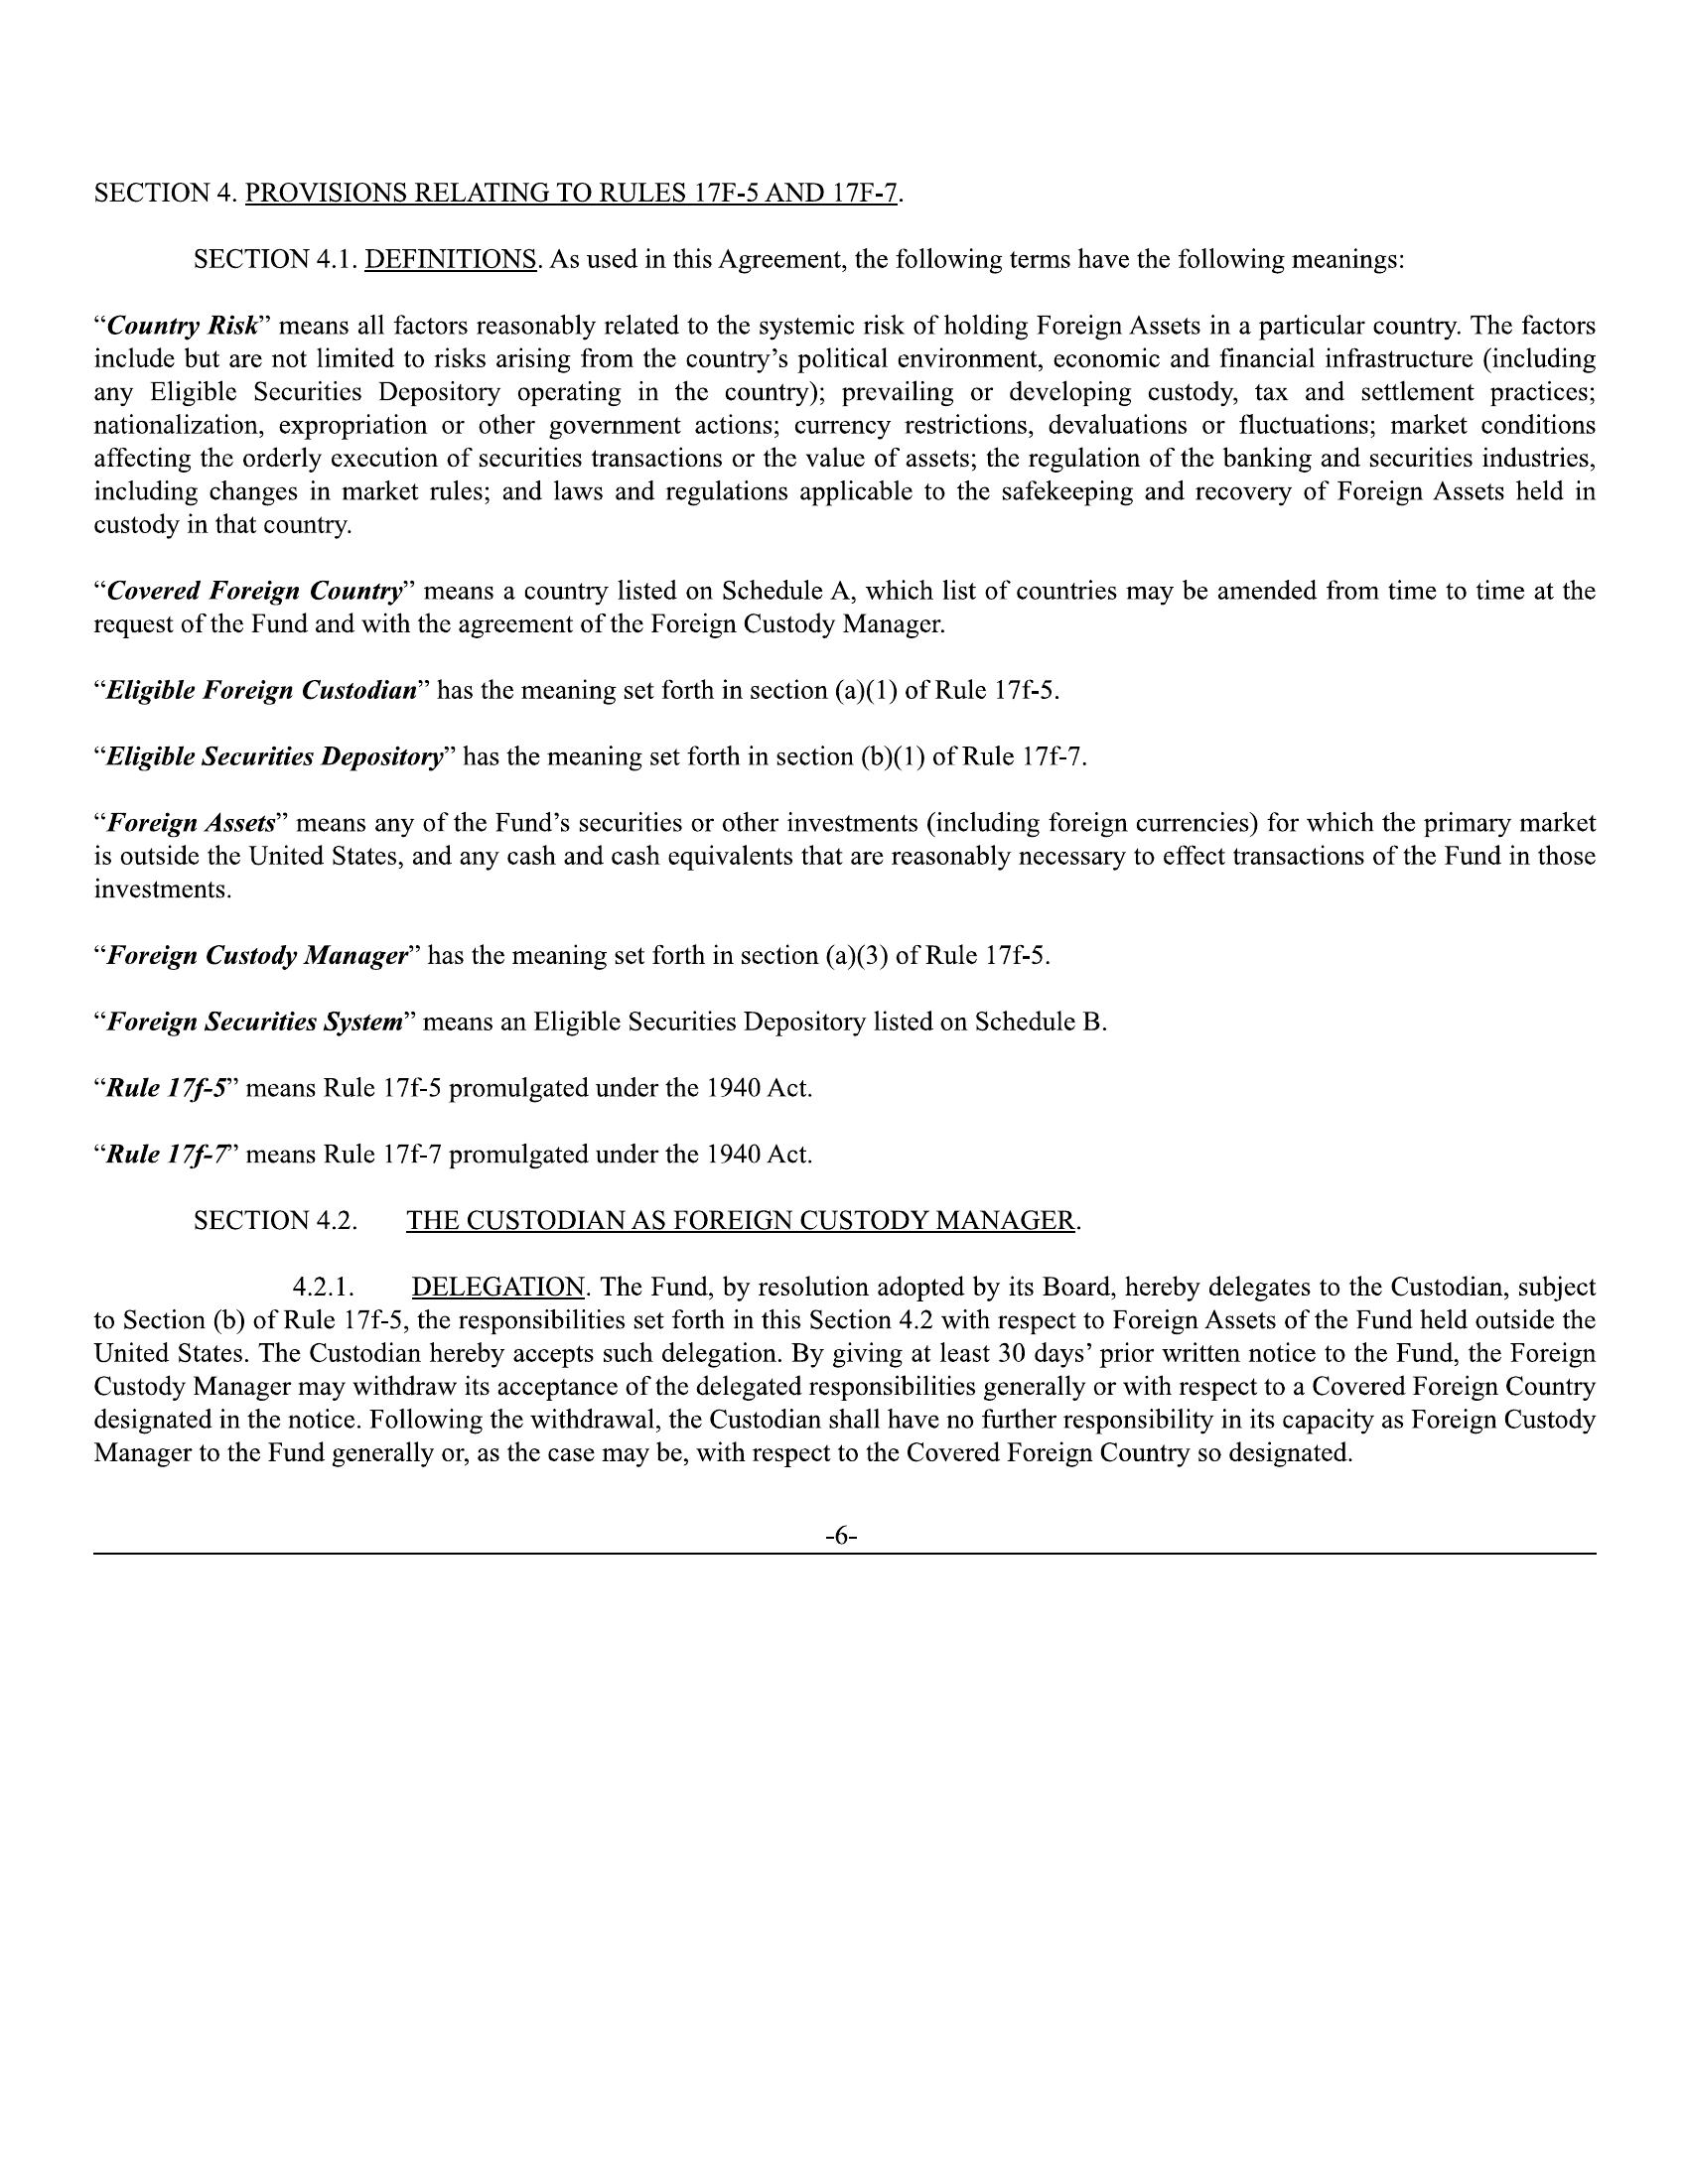 SECTION 4. PROVISIONS RELATING TO RULES 17F-5 AND 17F-7.
SECTION 4.1. DEFINITIONS. As used in this Agreement, the following terms have the following meanings:
“Country Risk” means all factors reasonably related to the systemic risk of holding Foreign Assets in a particular country. The factors
include but are not limited to risks arising from the country’s political environment, economic and financial infrastructure (including
any Eligible Securities Depository operating in the country); prevailing or developing custody, tax and settlement practices;
nationalization, expropriation or other government actions; currency restrictions, devaluations or fluctuations; market conditions
affecting the orderly execution of securities transactions or the value of assets; the regulation of the banking and securities industries,
including changes in market rules; and laws and regulations applicable to the safekeeping and recovery of Foreign Assets held in
custody in that country.
“Covered Foreign Country” means a country listed on Schedule A, which list of countries may be amended from time to time at the
request of the Fund and with the agreement of the Foreign Custody Manager.
“Eligible Foreign Custodian” has the meaning set forth in section (a)(1) of Rule 17f-5.
“Eligible Securities Depository” has the meaning set forth in section (b)(1) of Rule 17f-7.
“Foreign Assets” means any of the Fund’s securities or other investments (including foreign currencies) for which the primary market
is outside the United States, and any cash and cash equivalents that are reasonably necessary to effect transactions of the Fund in those
investments.
“Foreign Custody Manager” has the meaning set forth in section (a)(3) of Rule 17f-5.
“Foreign Securities System” means an Eligible Securities Depository listed on Schedule B.
“Rule 17f-5” means Rule 17f-5 promulgated under the 1940 Act.
“Rule 17f-7” means Rule 17f-7 promulgated under the 1940 Act.
SECTION 4.2. THE CUSTODIAN AS FOREIGN CUSTODY MANAGER.
4.2.1. DELEGATION. The Fund, by resolution adopted by its Board, hereby delegates to the Custodian, subject
to Section (b) of Rule 17f-5, the responsibilities set forth in this Section 4.2 with respect to Foreign Assets of the Fund held outside the
United States. The Custodian hereby accepts such delegation. By giving at least 30 days’ prior written notice to the Fund, the Foreign
Custody Manager may withdraw its acceptance of the delegated responsibilities generally or with respect to a Covered Foreign Country
designated in the notice. Following the withdrawal, the Custodian shall have no further responsibility in its capacity as Foreign Custody
Manager to the Fund generally or, as the case may be, with respect to the Covered Foreign Country so designated.
-6-